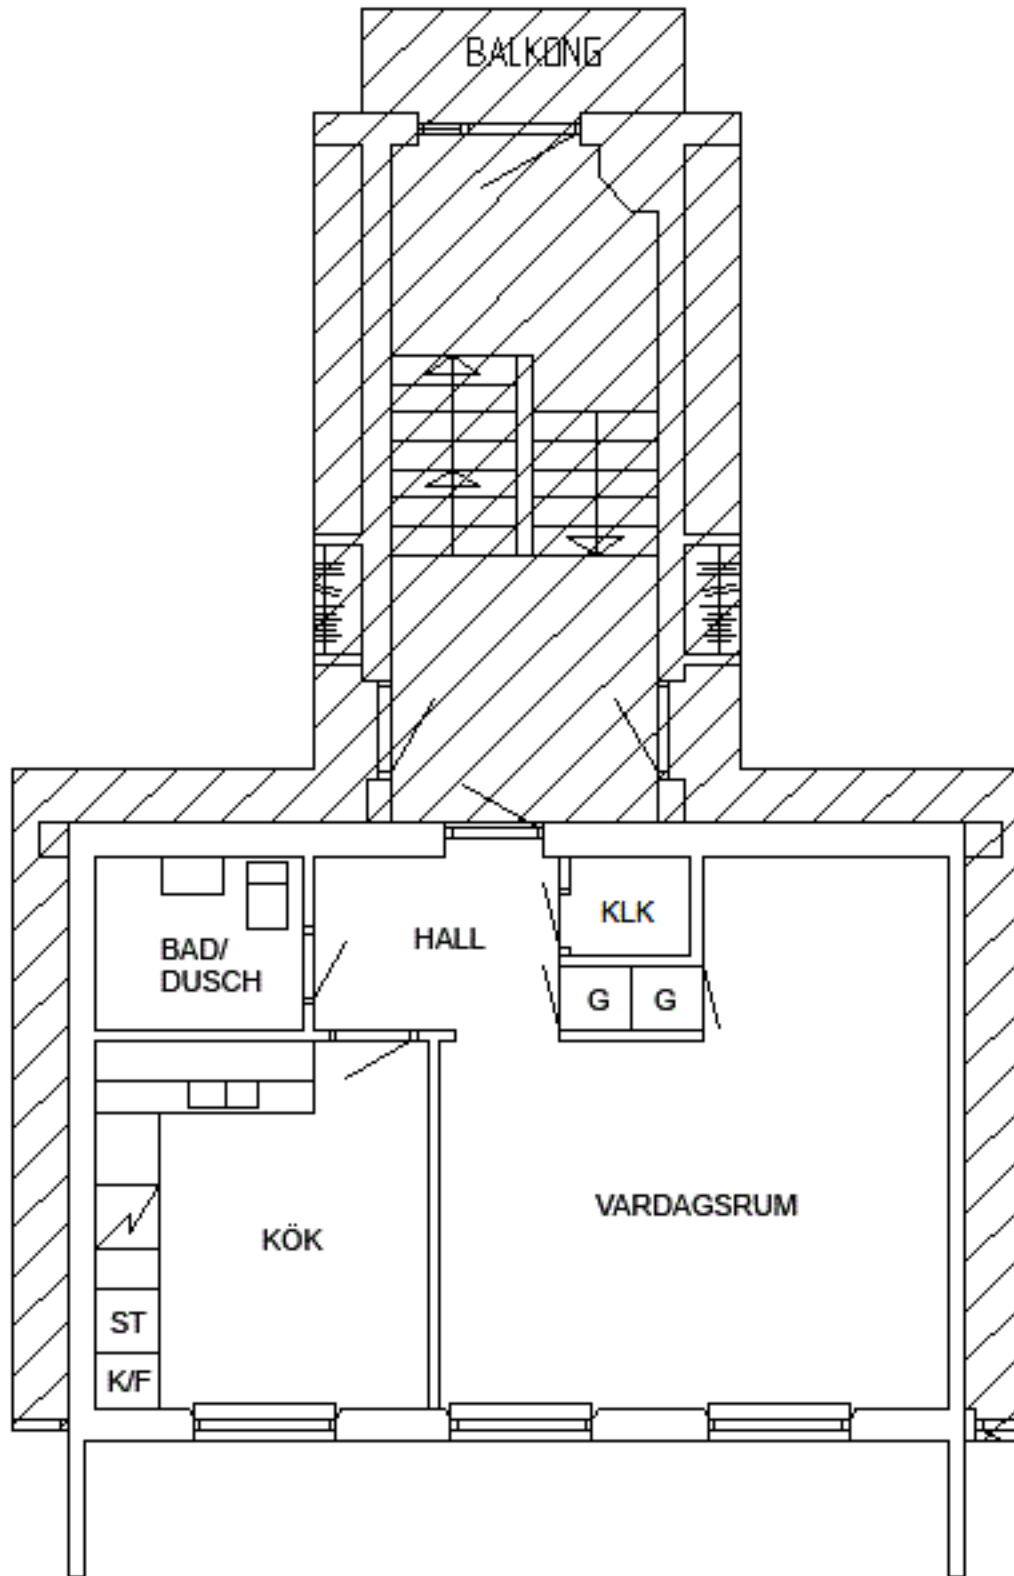 BALKONG
KLK
HALL
BAD/
DUSCH
G G
VARDAGSRUM
KÖK
ST
K/F